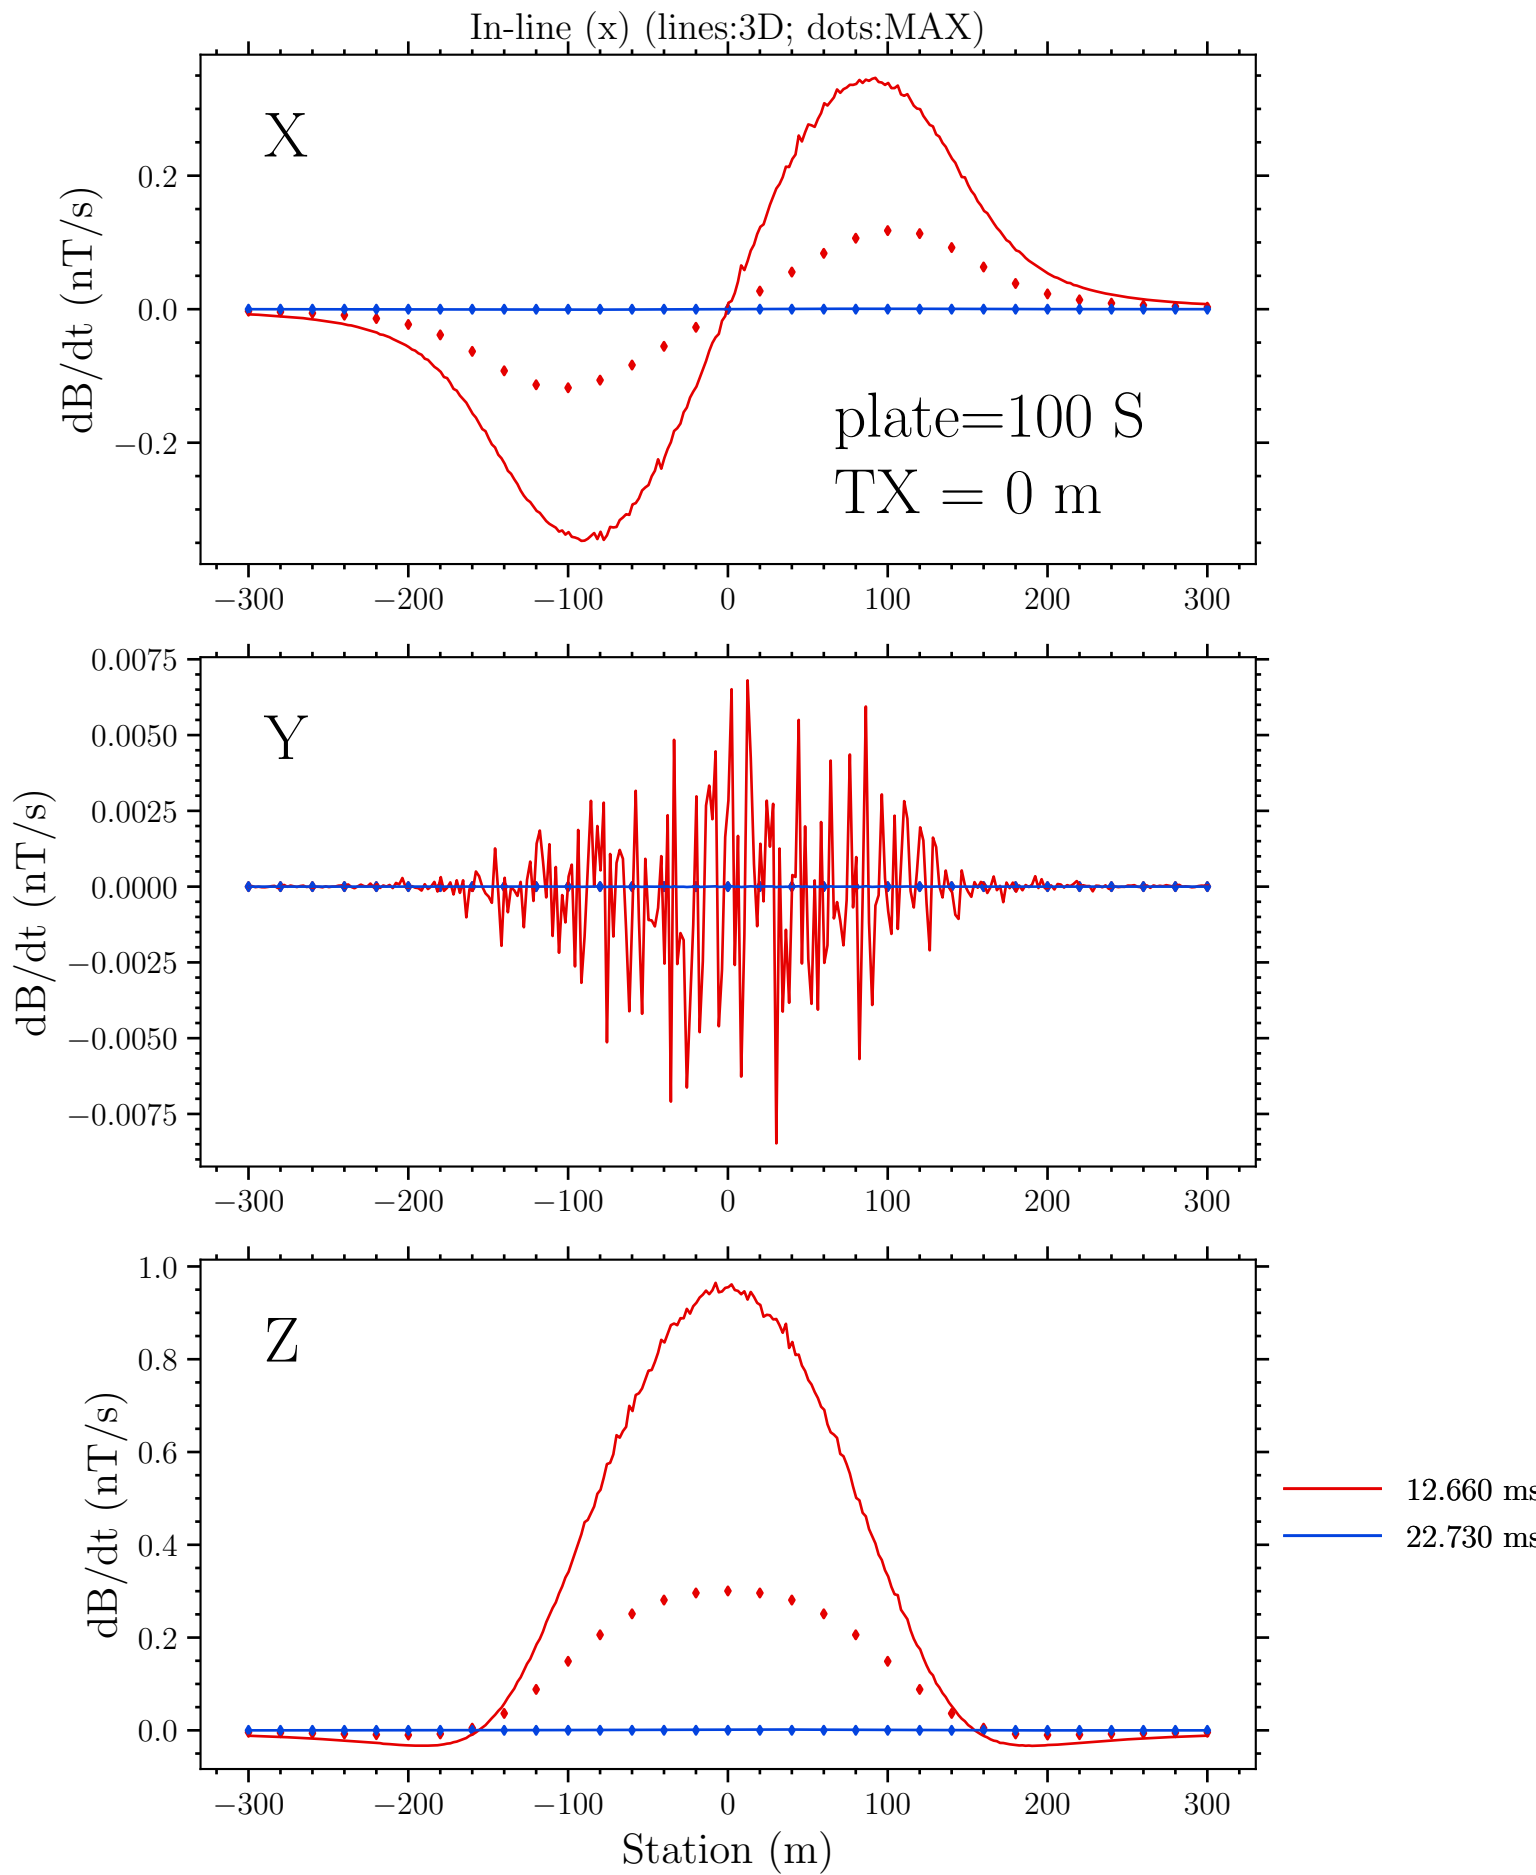 In-line (x) (lines:3D; dots:MAX)
X
dB/dt (nT/s)
0.2
0.0
−0.2
plate=100 S
TX = 0 m
−300 −200 −100 0 100 200 300
Y
dB/dt (nT/s)
0.0075
0.0050
0.0025
0.0000
−0.0025
−0.0050
−0.0075
−300 −200 −100 0 100 200 300
Z
dB/dt (nT/s)
1.0
0.8
0.6
0.4
0.2
0.0
−300 −200 −100 0 100 200 300
Station (m)
12.660 ms
22.730 ms